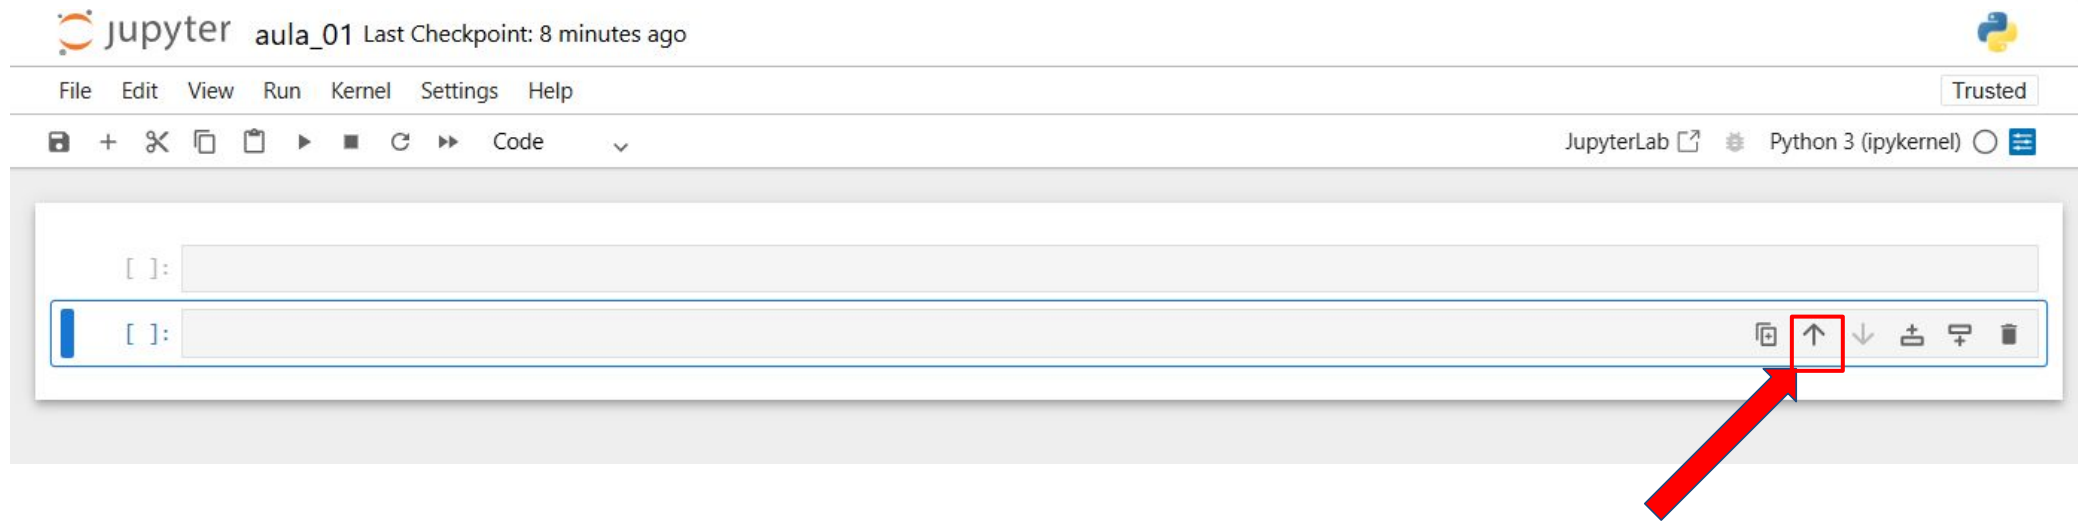 jupyter aula_01 Last Checkpoint: 8 minutes ago
File Edit View Run Kernel Settings Help Trusted
Code JupyterLab Python 3 (ipykernel)
[ ]:
[ ]: